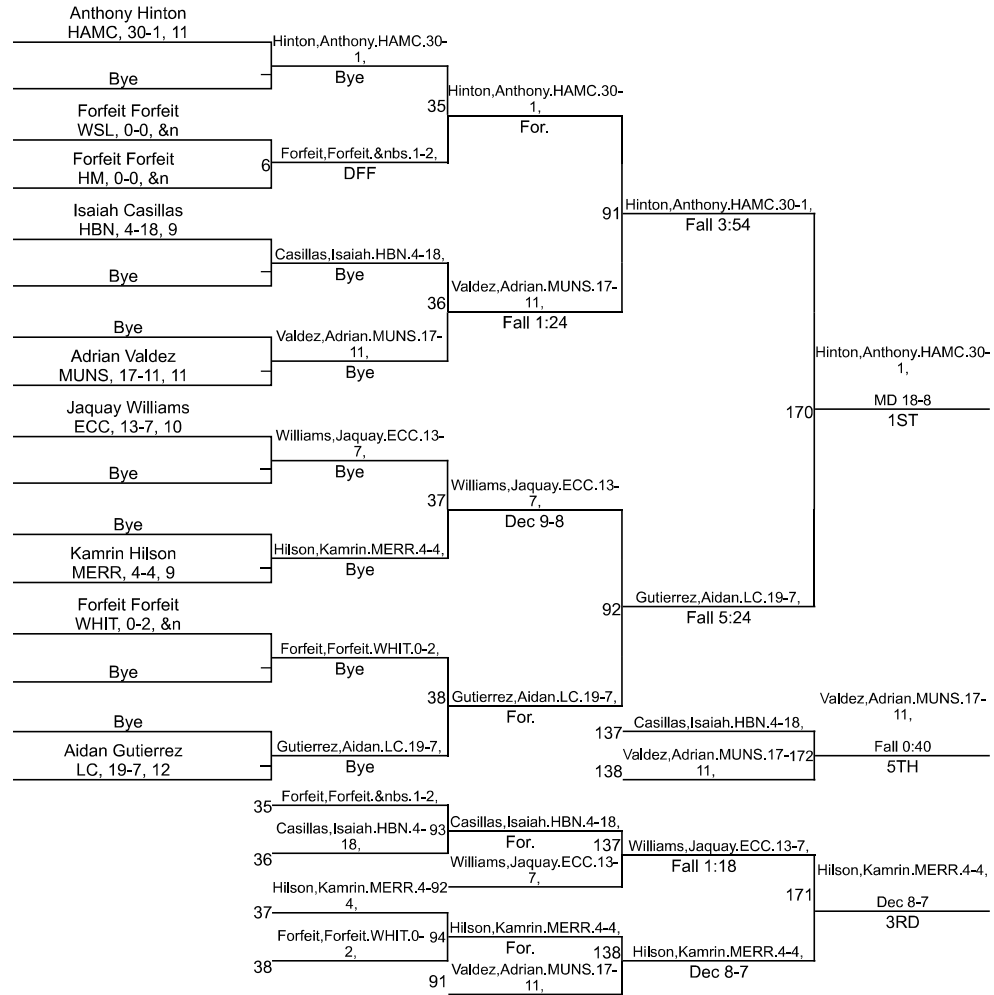 Anthony Hinton
HAMC, 30-1, 11
Bye
Hinton,Anthony.HAMC.30-
1,
Bye
Forfeit Forfeit
WSL, 0-0, &n
Forfeit Forfeit
HM, 0-0, &n
6
Forfeit,Forfeit.&nbs.1-2,
DFF
35
Hinton,Anthony.HAMC.30-
1,
For.
Isaiah Casillas
HBN, 4-18, 9
Bye
Casillas,Isaiah.HBN.4-18,
Bye
Bye
Adrian Valdez
MUNS, 17-11, 11
Valdez,Adrian.MUNS.17-
11,
Bye
36
Valdez,Adrian.MUNS.17-
11,
Fall 1:24
91
Hinton,Anthony.HAMC.30-1,
Fall 3:54
Jaquay Williams
ECC, 13-7, 10
Bye
Williams,Jaquay.ECC.13-
7,
Bye
Bye
Kamrin Hilson
MERR, 4-4, 9
Hilson,Kamrin.MERR.4-4,
Bye
37
Williams,Jaquay.ECC.13-
7,
Dec 9-8
Forfeit Forfeit
WHIT, 0-2, &n
Bye
Forfeit,Forfeit.WHIT.0-2,
Bye
Bye
Aidan Gutierrez
LC, 19-7, 12
Gutierrez,Aidan.LC.19-7,
Bye
38
Gutierrez,Aidan.LC.19-7,
For.
92
Gutierrez,Aidan.LC.19-7,
Fall 5:24
170
Hinton,Anthony.HAMC.30-
1,
MD 18-8
1ST
137
Casillas,Isaiah.HBN.4-18,
138
Valdez,Adrian.MUNS.17-
11,
172
Valdez,Adrian.MUNS.17-
11,
Fall 0:40
5TH
35
Forfeit,Forfeit.&nbs.1-2,
36
Casillas,Isaiah.HBN.4-
18,
93
Casillas,Isaiah.HBN.4-18,
For.
92
Williams,Jaquay.ECC.13-
7,
137
Williams,Jaquay.ECC.13-7,
Fall 1:18
37
Hilson,Kamrin.MERR.4-
4,
38
Forfeit,Forfeit.WHIT.0-
2,
94
Hilson,Kamrin.MERR.4-4,
For.
91
Valdez,Adrian.MUNS.17-
11,
138
Hilson,Kamrin.MERR.4-4,
Dec 8-7
171
Hilson,Kamrin.MERR.4-4,
Dec 8-7
3RD